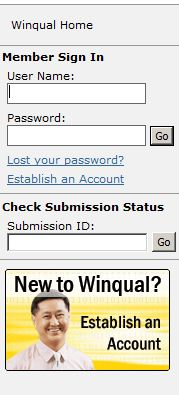 Winqual Home
Member Sign In
User Name:
Password:
Go
Lost your password?
Establish an Account
Check Submission Status
Submission ID:
Go
New to Winqual?
Establish an
Account